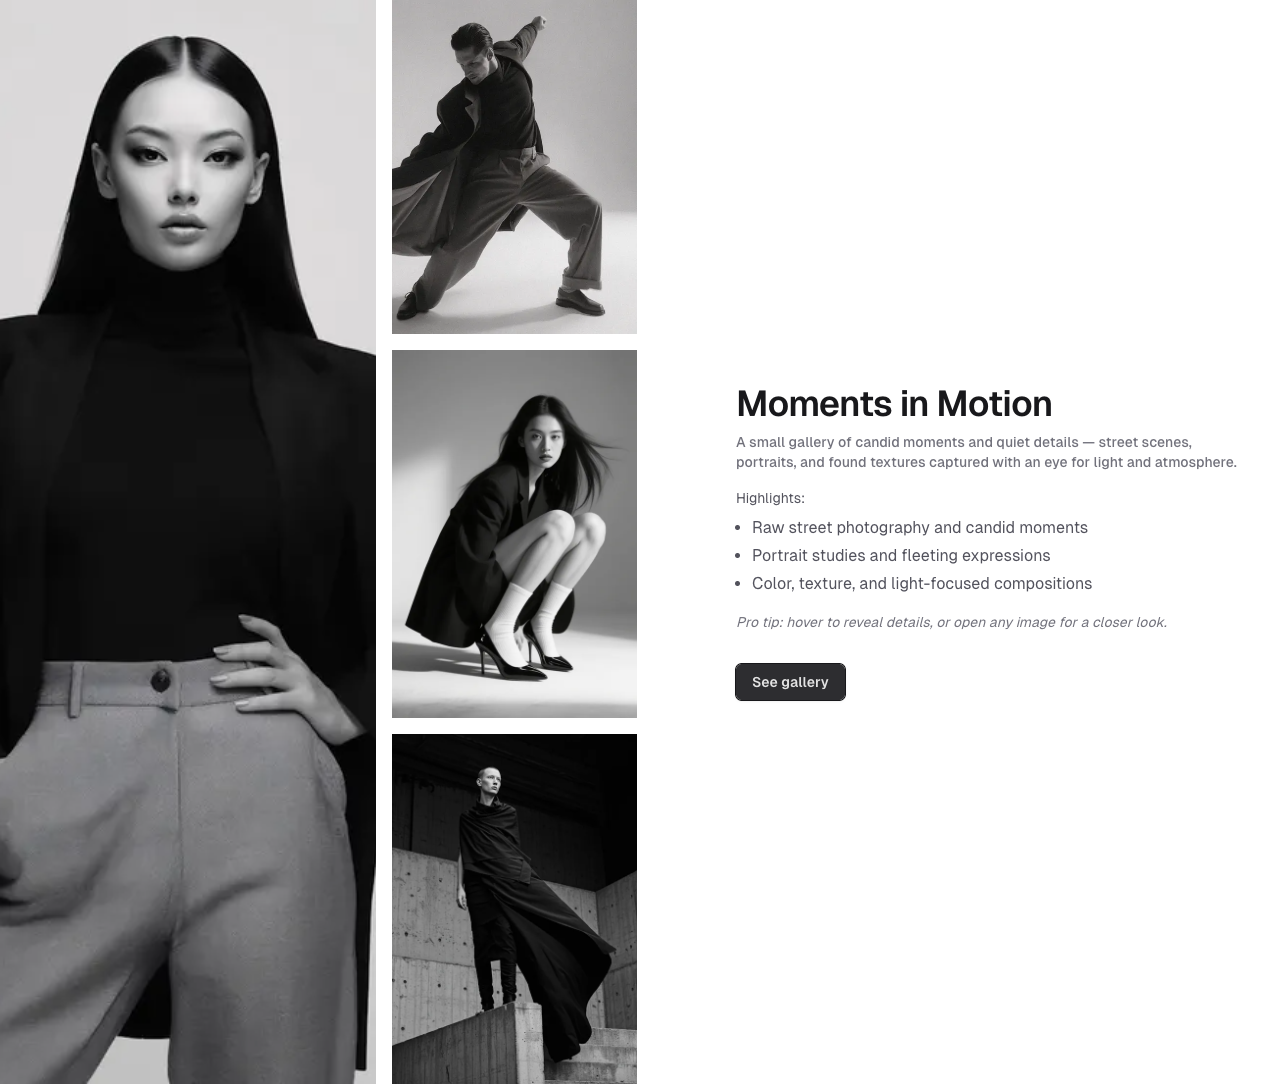 Moments in Motion
A small gallery of candid moments and quiet details — street scenes,
portraits, and found textures captured with an eye for light and atmosphere.
Highlights:
Raw street photography and candid moments
Portrait studies and fleeting expressions
Color, texture, and light-focused compositions
Pro tip: hover to reveal details, or open any image for a closer look.
See gallery